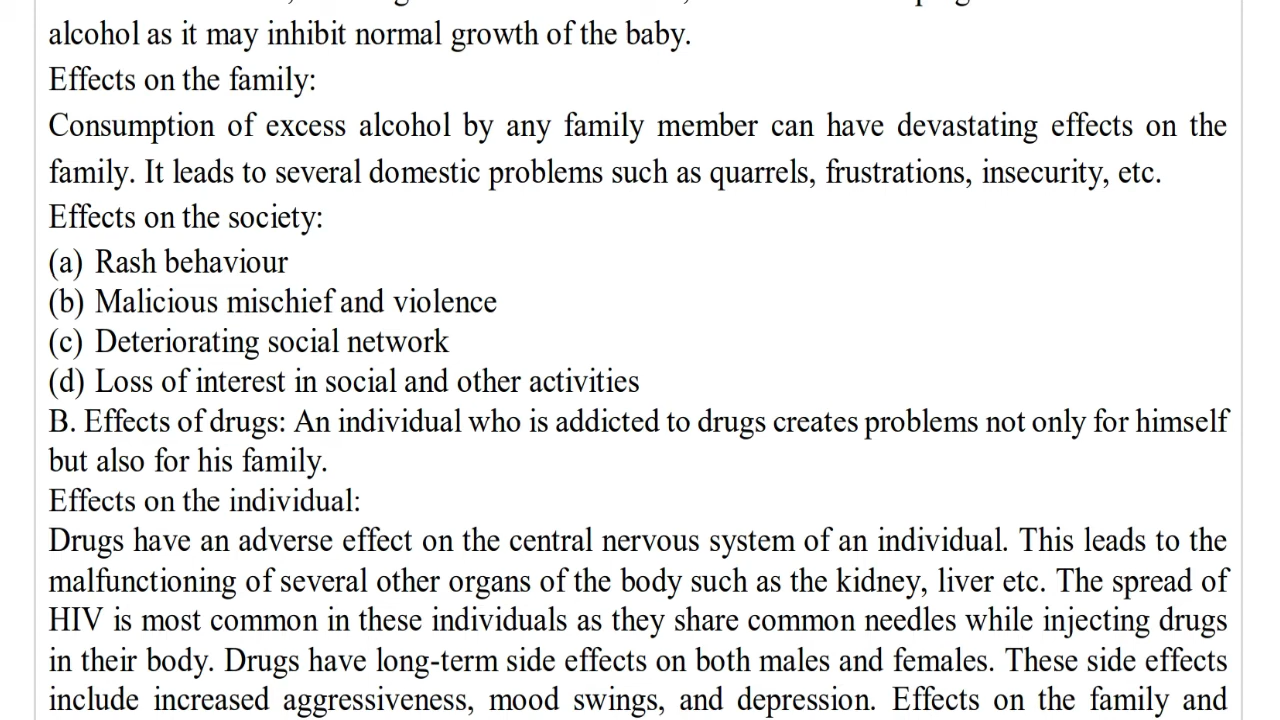 alcohol as it may inhibit normal growth of the baby.
Effects on the family:
Consumption of excess alcohol by any family member can have devastating effects on the
family. It leads to several domestic problems such as quarrels, frustrations, insecurity, etc.
Effects on the society:
(a) Rash behaviour
(b) Malicious mischief and violence
(c) Deteriorating social network
(d) Loss of interest in social and other activities
B. Effects of drugs: An individual who is addicted to drugs creates problems not only for himself
but also for his family.
Effects on the individual:
Drugs have an adverse effect on the central nervous system of an individual. This leads to the
malfunctioning of several other organs of the body such as the kidney, liver etc. The spread of
HIV is most common in these individuals as they share common needles while injecting drugs
in their body. Drugs have long-term side effects on both males and females. These side effects
include increased aggressiveness, mood swings, and depression. Effects on the family and